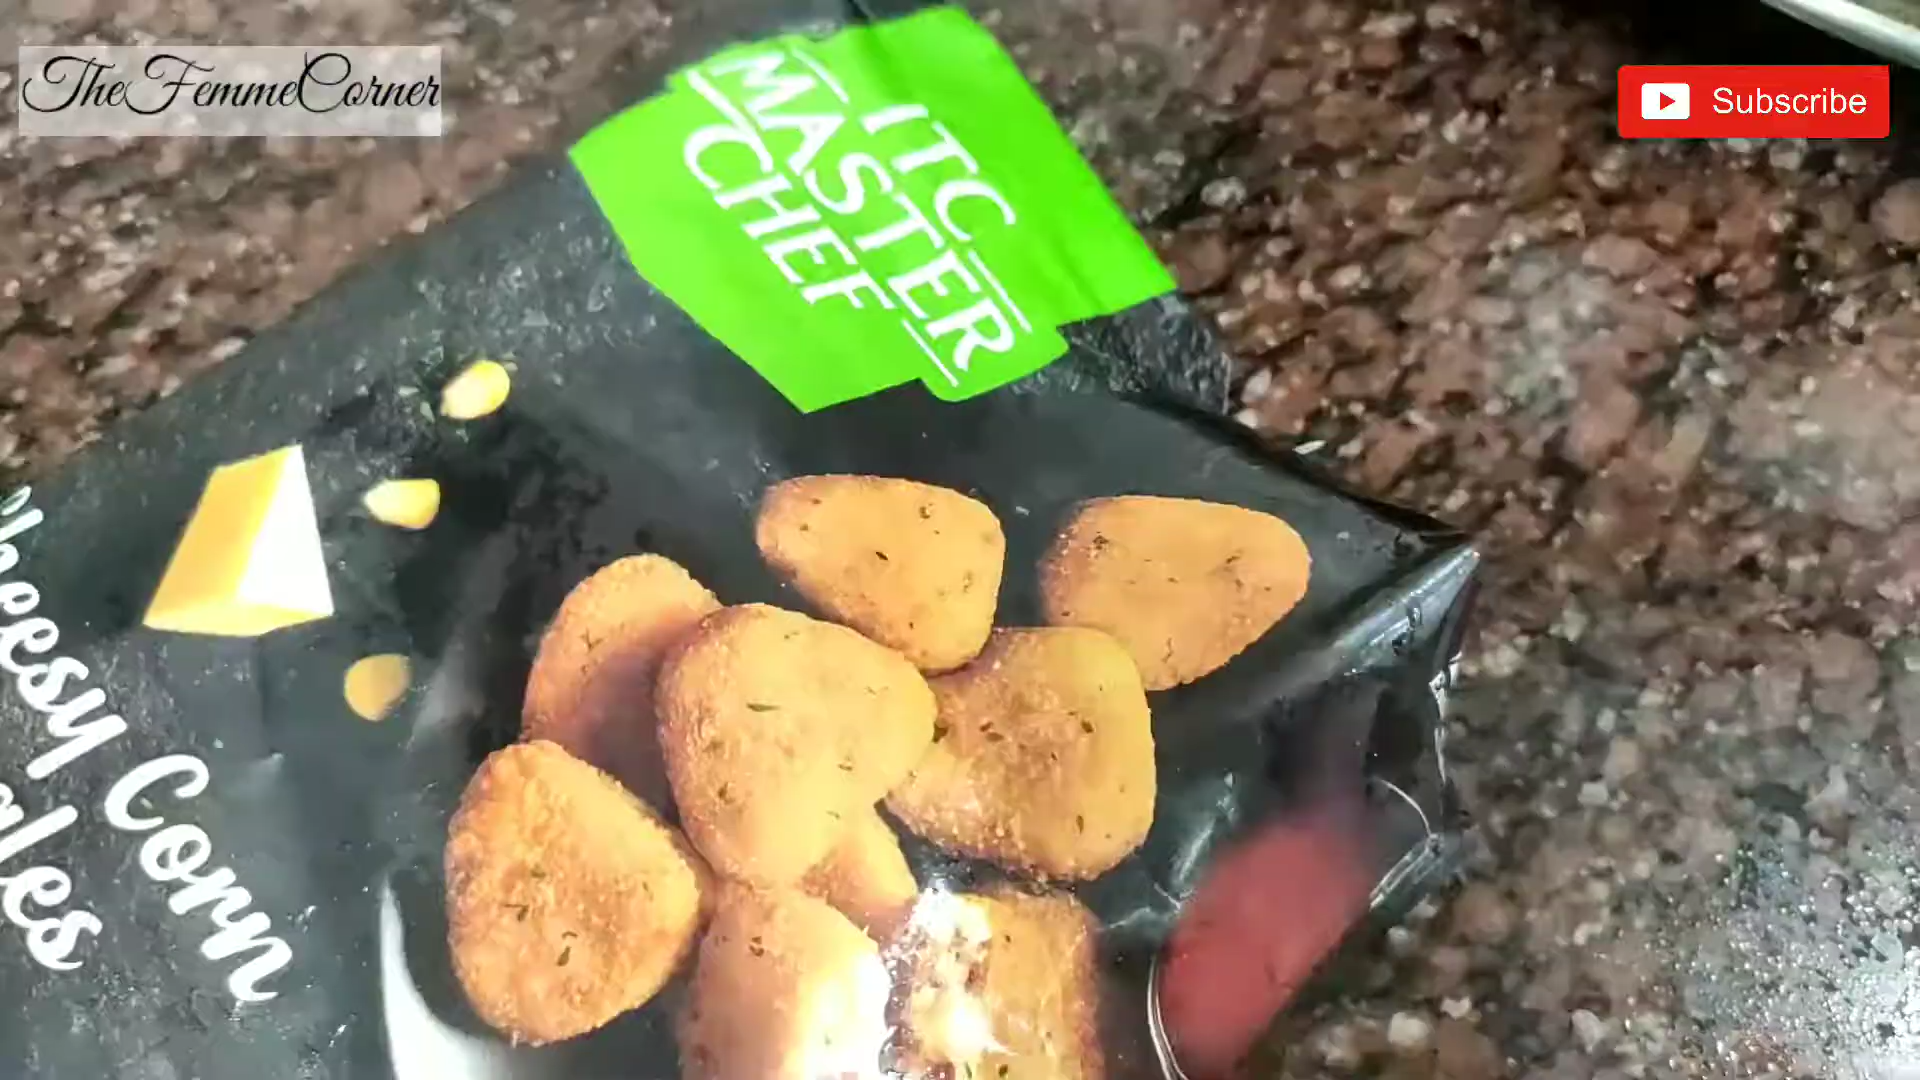 TheFemmeCorner
Subscribe
ITC
MASTER
CHEF
Corn